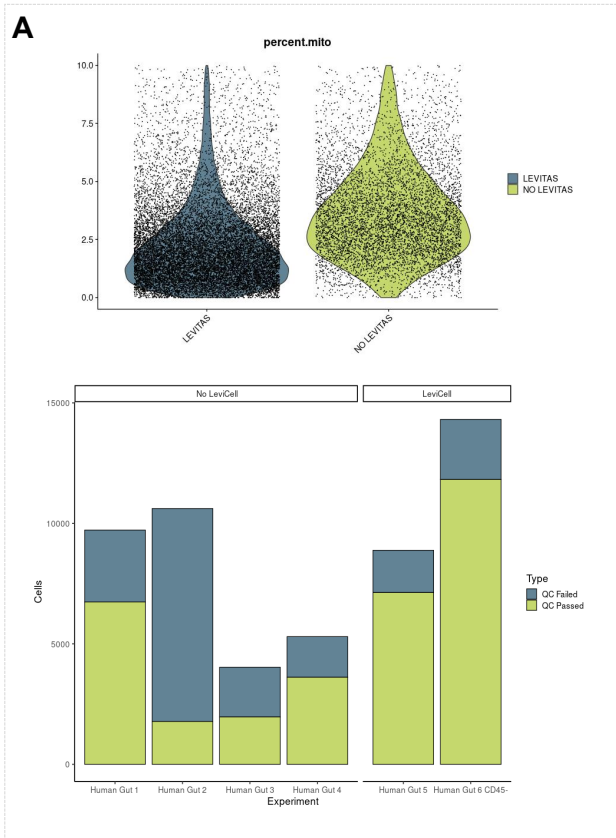 A
percent.mito
10.0
7.5
5.0
2.5
0.0
LEVITAS
NO LEVITAS
LEVITAS
NO LEVITAS
No LeviCell
LeviCell
15000
10000
5000
0
Cells
Human Gut 1
Human Gut 2
Human Gut 3
Human Gut 4
Human Gut 5
Human Gut 6 CD45-
Experiment
Type
QC Failed
QC Passed